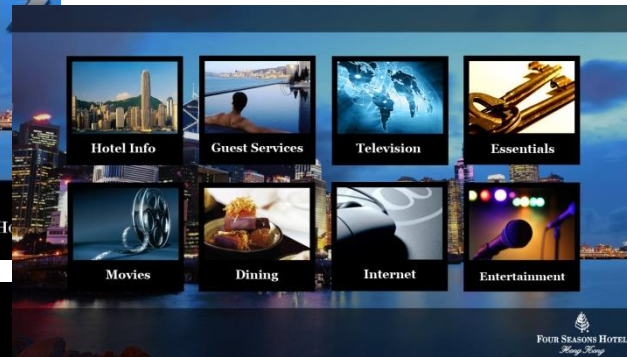 Hotel Info
Guest Services
Television
Essentials
Movies
Dining
Internet
Entertainment
FOUR SEASONS HOTEL
Hong Kong